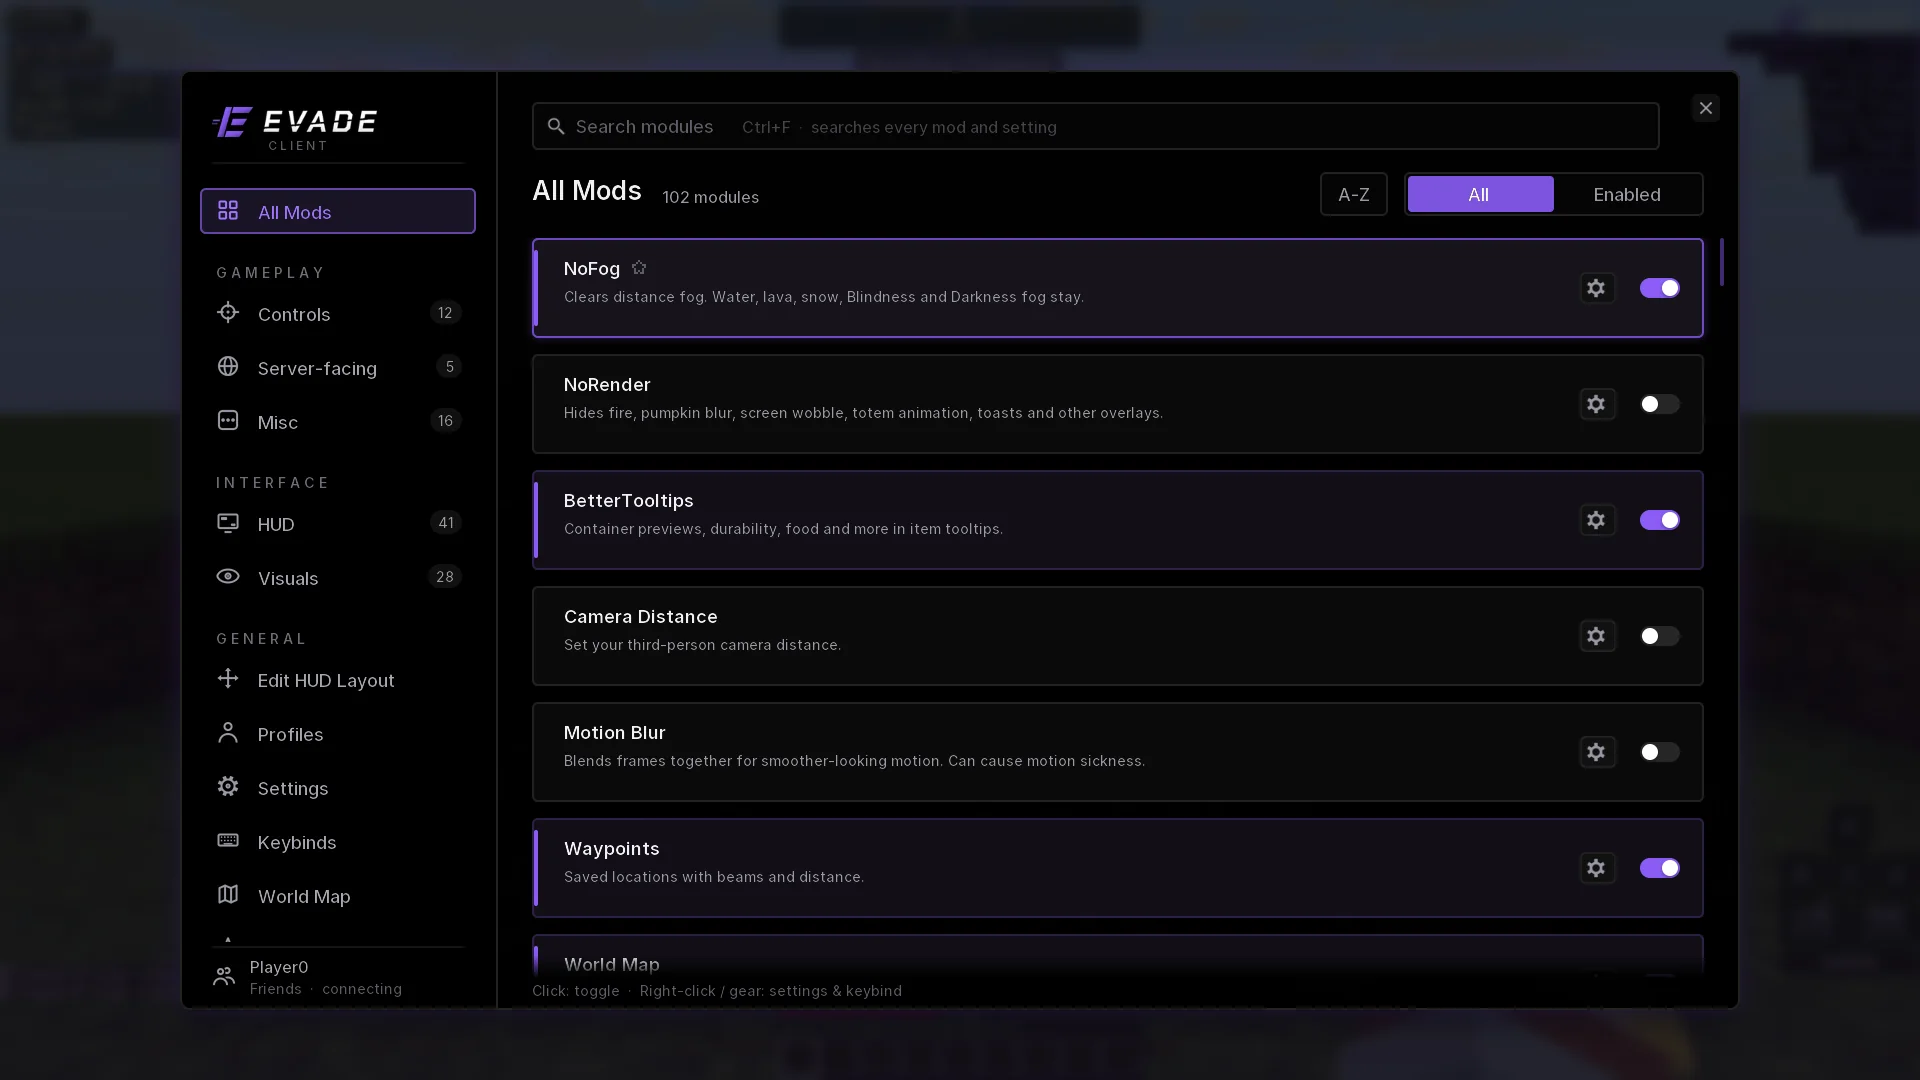 EVADE
CLIENT
Search modules Ctrl+F · searches every mod and setting
All Mods 102 modules
A-Z
All
Enabled
All Mods
GAMEPLAY
Controls 12
Server-facing 5
Misc 16
INTERFACE
HUD 41
Visuals 28
GENERAL
Edit HUD Layout
Profiles
Settings
Keybinds
World Map
Player0
Friends · connecting
NoFog
Clears distance fog. Water, lava, snow, Blindness and Darkness fog stay.
NoRender
Hides fire, pumpkin blur, screen wobble, totem animation, toasts and other overlays.
BetterTooltips
Container previews, durability, food and more in item tooltips.
Camera Distance
Set your third-person camera distance.
Motion Blur
Blends frames together for smoother-looking motion. Can cause motion sickness.
Waypoints
Saved locations with beams and distance.
World Map
Click: toggle · Right-click / gear: settings & keybind